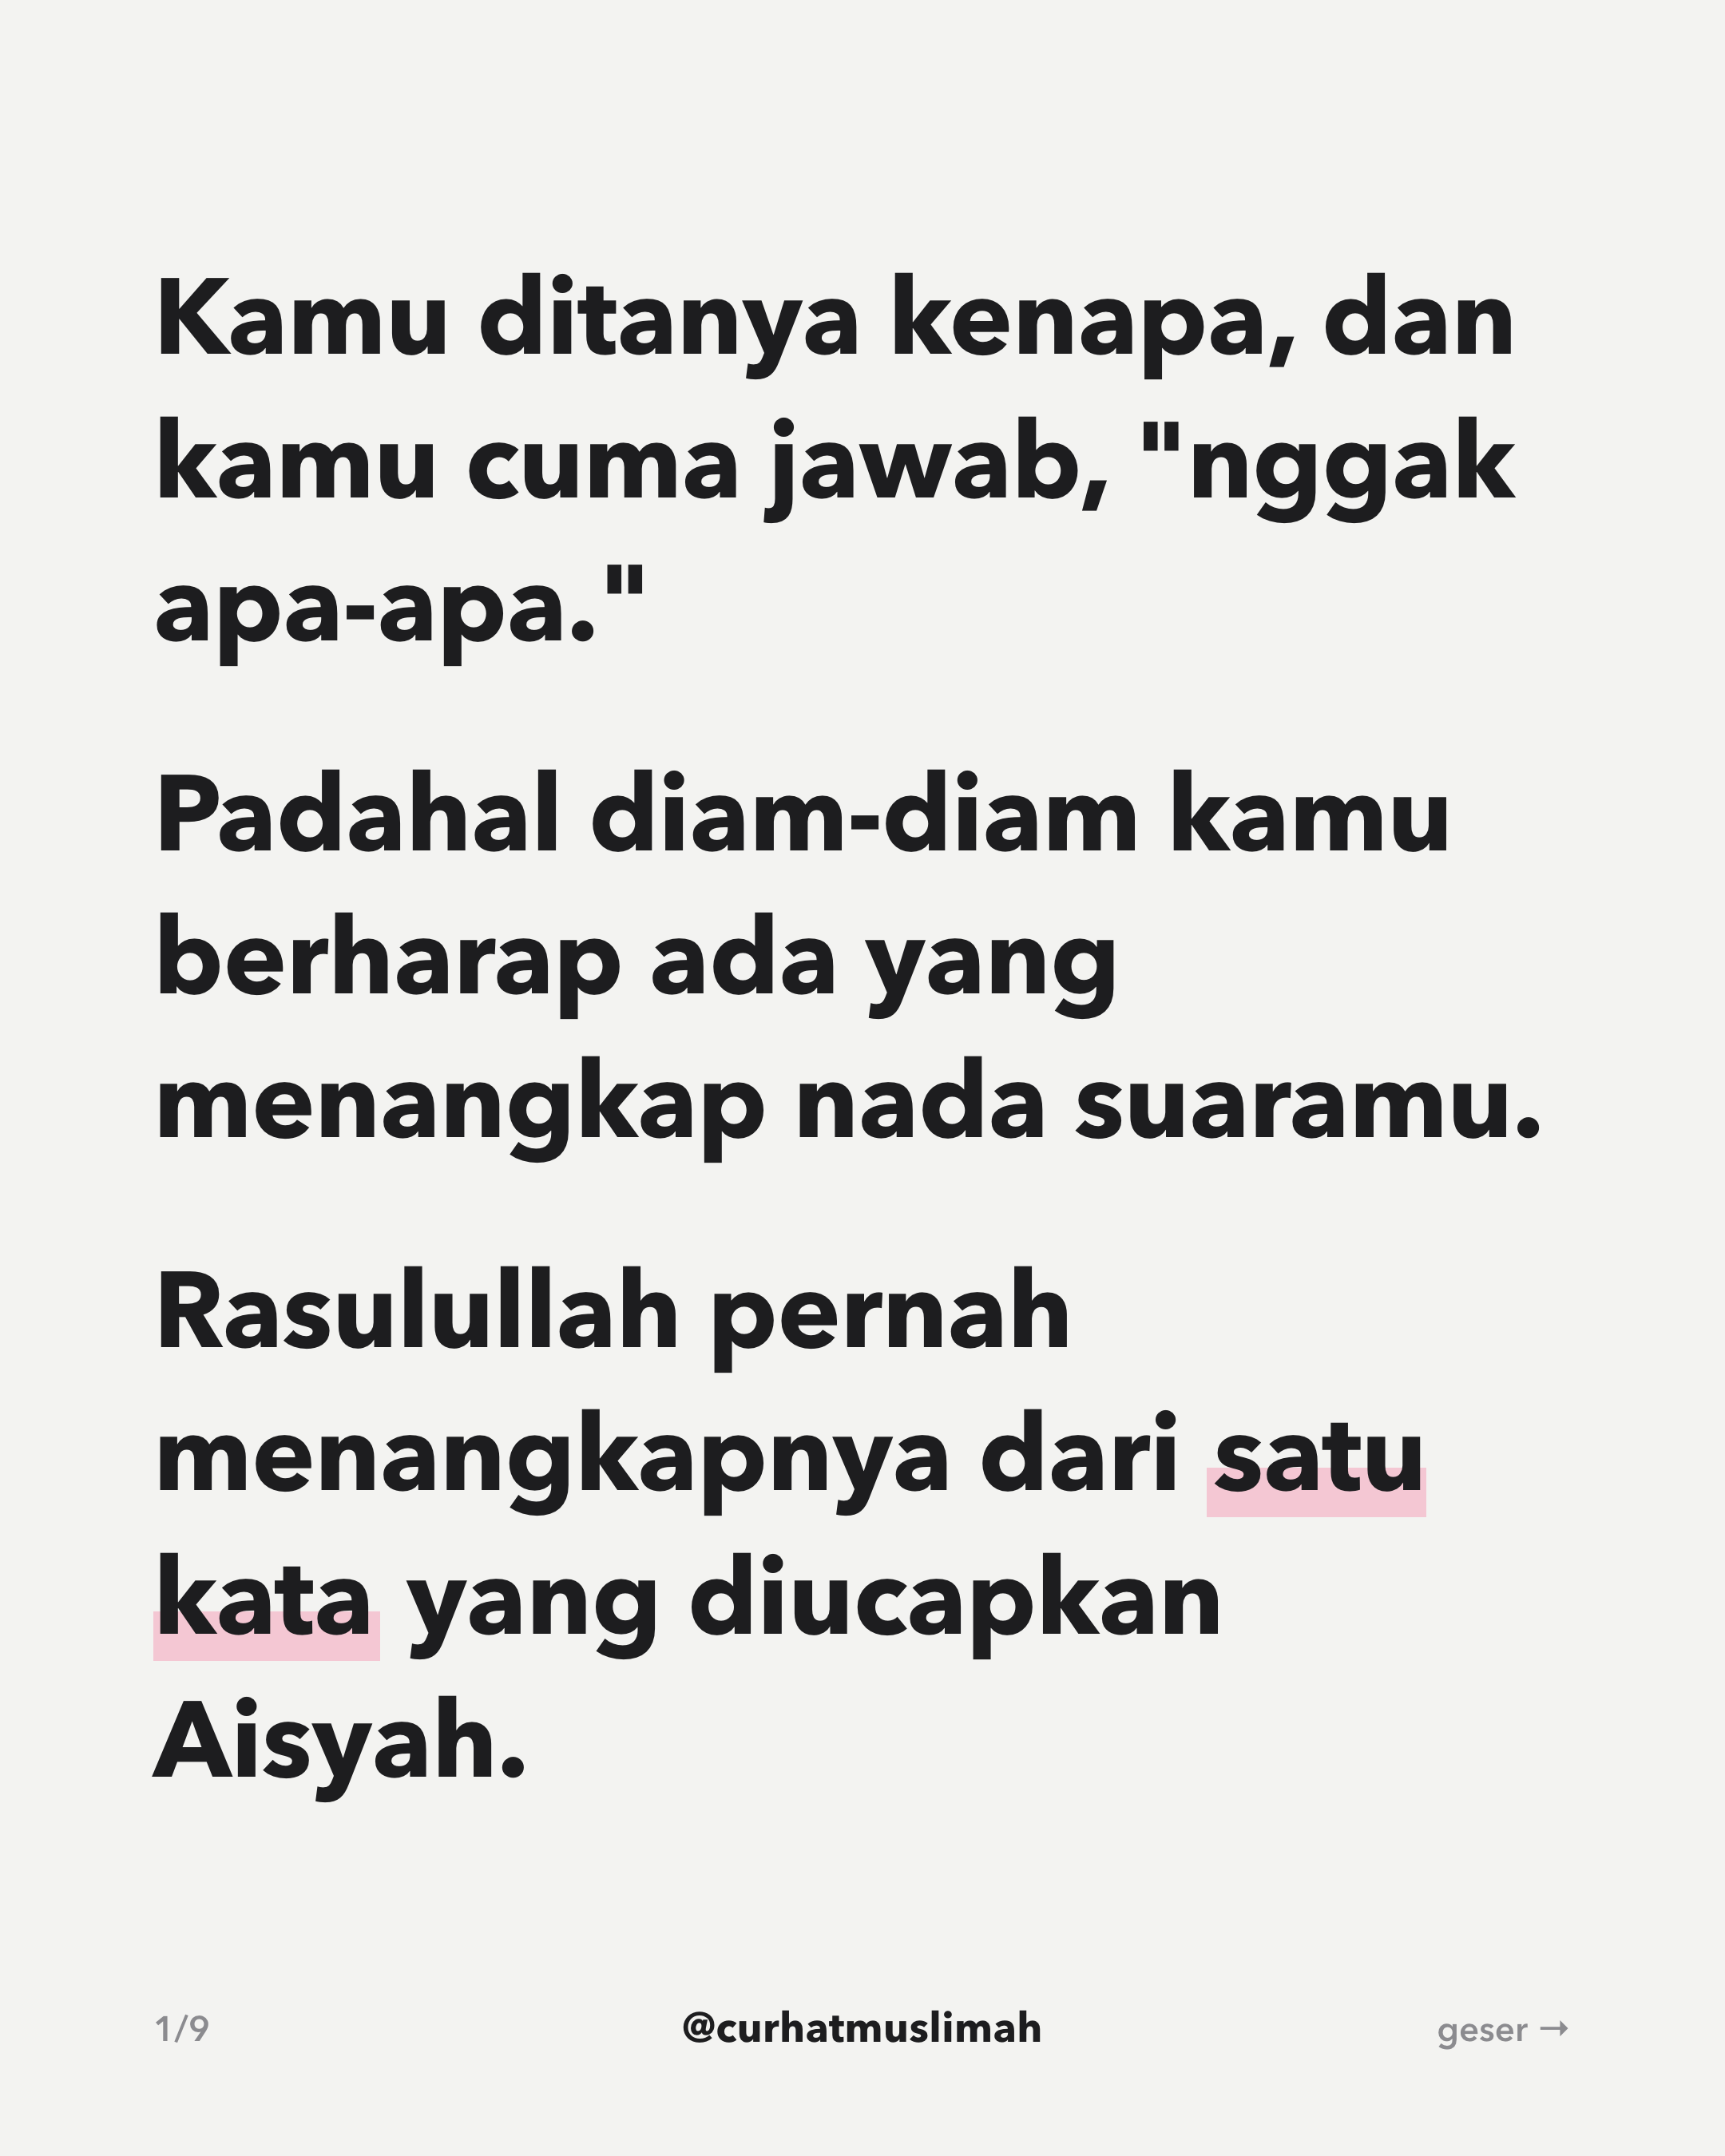 Kamu ditanya kenapa, dan
kamu cuma jawab, "nggak
apa-apa."
Padahal diam-diam kamu
berharap ada yang
menangkap nada suaramu.
Rasulullah pernah
menangkapnya dari satu
kata yang diucapkan
Aisyah.
1/9
@curhatmuslimah
geser →